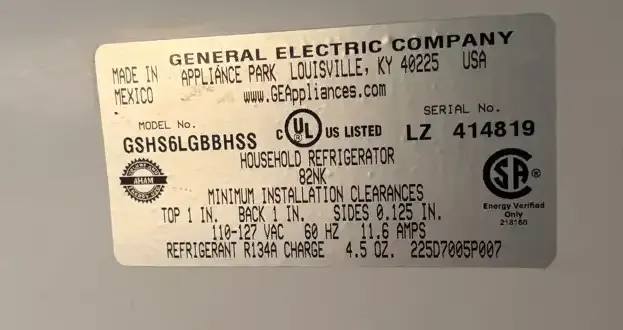 GENERAL ELECTRIC COMPANY
MADE IN MEXICO
APPLIANCE PARK LOUISVILLE, KY 40225 USA
www.GEAppliances.com
MODEL No.
GSHS6LGBBHSS
C UL US LISTED
SERIAL No.
LZ 414819
HOUSEHOLD REFRIGERATOR
82NK
AHAM
SA
Energy Verified
Only
MINIMUM INSTALLATION CLEARANCES
TOP 1 IN. BACK 1 IN. SIDES 0.125 IN.
110-127 VAC 60 HZ 11.6 AMPS
REFRIGERANT R134A CHARGE 4.5 OZ. 225D7005P007